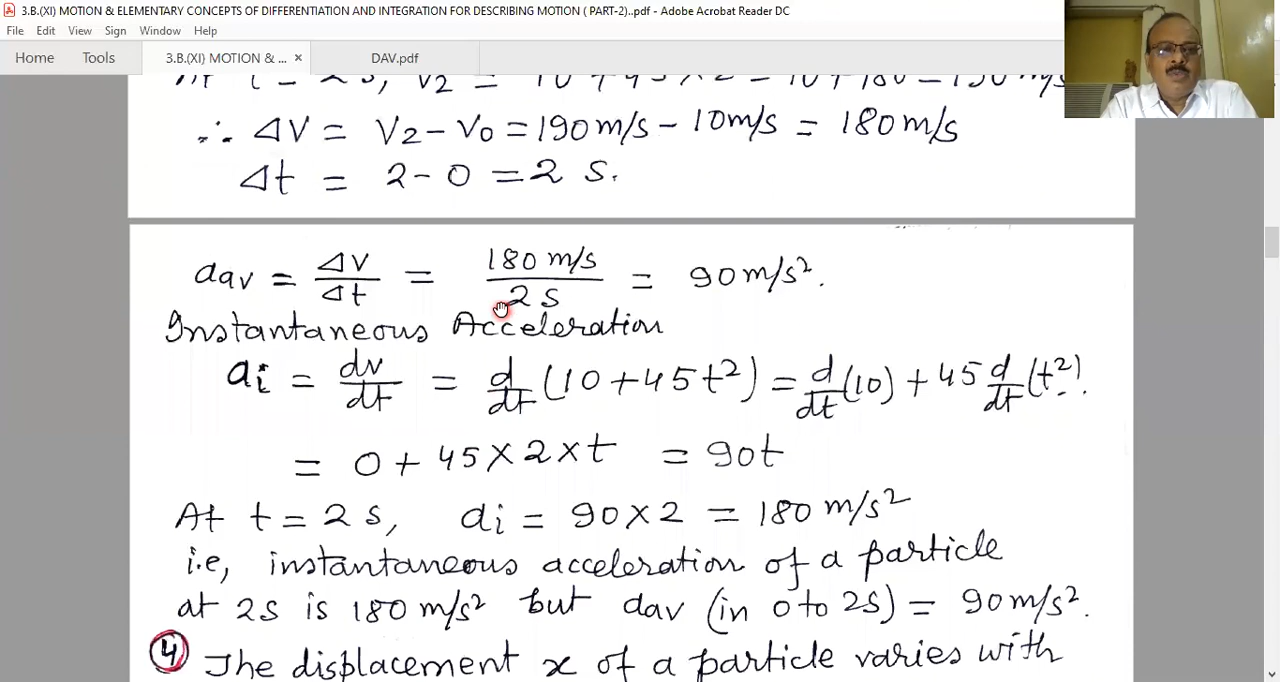 3.B.(XI) MOTION & ELEMENTARY CONCEPTS OF DIFFERENTIATION AND INTEGRATION FOR DESCRIBING MOTION ( PART-2)..pdf - Adobe Acrobat Reader DC
File Edit View Sign Window Help
Home Tools 3.B.(XI) MOTION & ... × DAV.pdf
∴ ΔV = V2 - V0 = 190 m/s - 10 m/s = 180 m/s
Δt = 2 - 0 = 2 s.
aav = ΔV/Δt = 180 m/s / 2 s = 90 m/s².
Instantaneous Acceleration
ai = dv/dt = d/dt (10 + 45t²) = d/dt (10) + 45 d/dt (t²).
= 0 + 45 × 2 × t = 90t
At t = 2 s, ai = 90 × 2 = 180 m/s²
i.e, instantaneous acceleration of a particle
at 2s is 180 m/s² but aav (in 0 to 2s) = 90 m/s².
4 The displacement x of a particle varies with